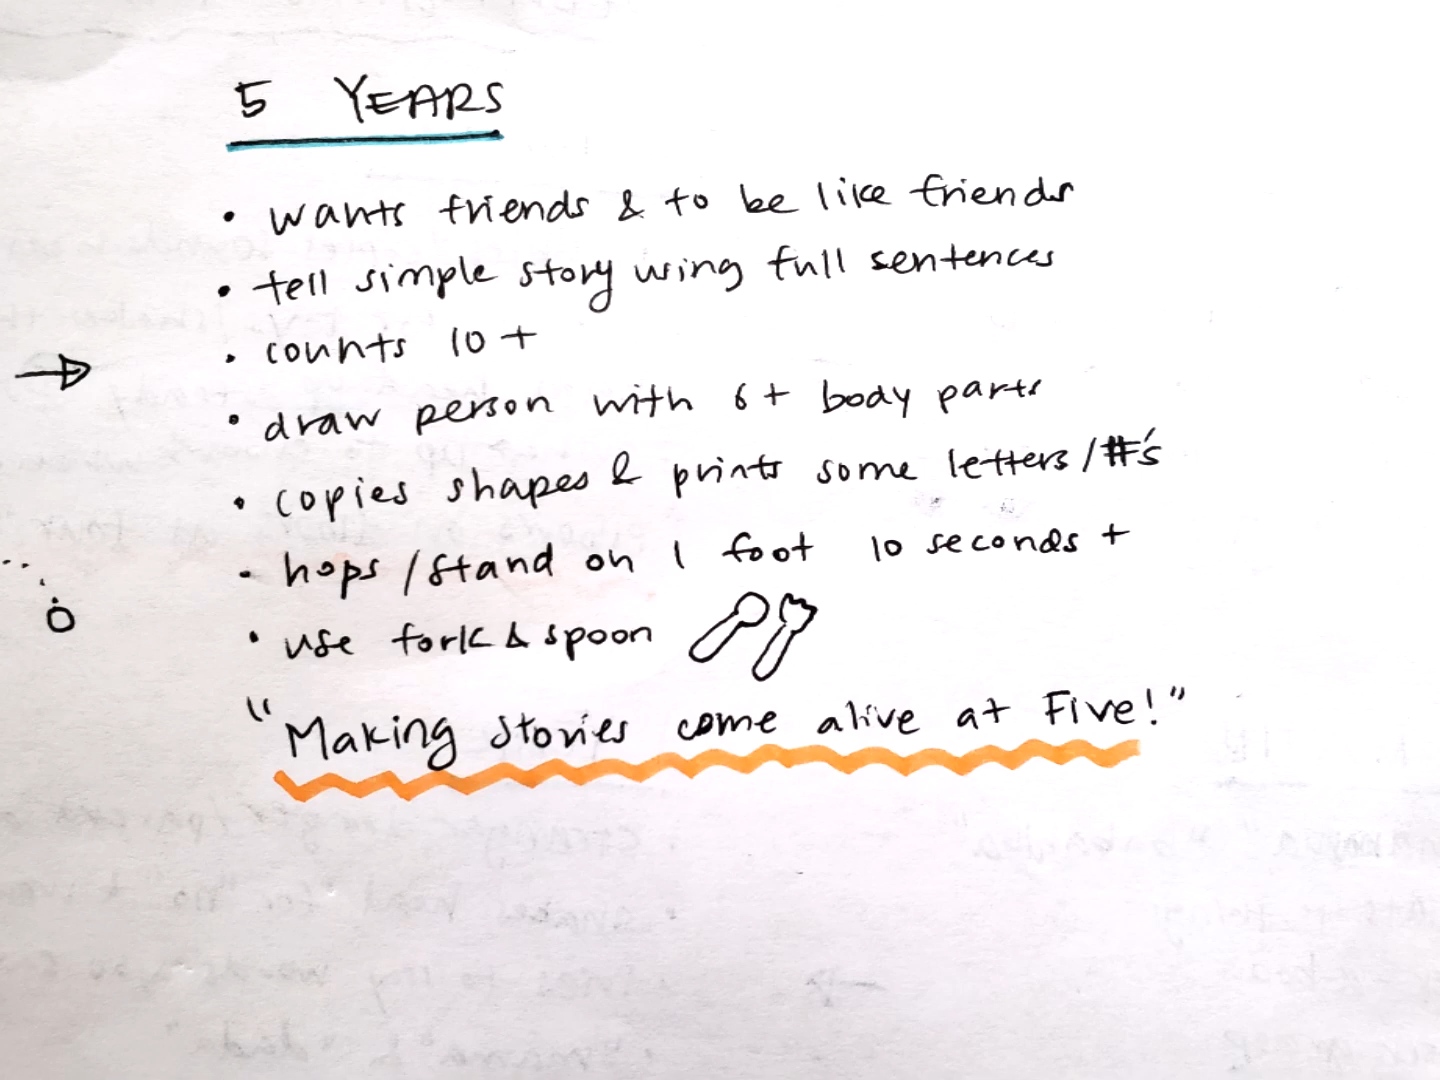 5 YEARS
• wants friends & to be like friends
• tell simple story using full sentences
• counts 10+
• draw person with 6+ body parts
• copies shapes & prints some letters/#'s
• hops/stand on 1 foot 10 seconds +
• use fork & spoon
"Making stories come alive at Five!"